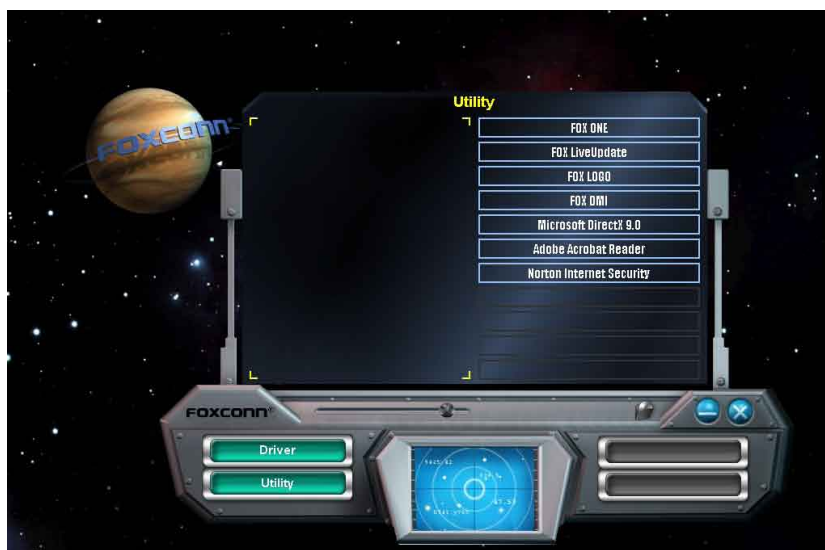 Utility
FOXCONN®
FOX ONE
FOX LiveUpdate
FOX LOGO
FOX DMI
Microsoft DirectX 9.0
Adobe Acrobat Reader
Norton Internet Security
FOXCONN®
Driver
Utility